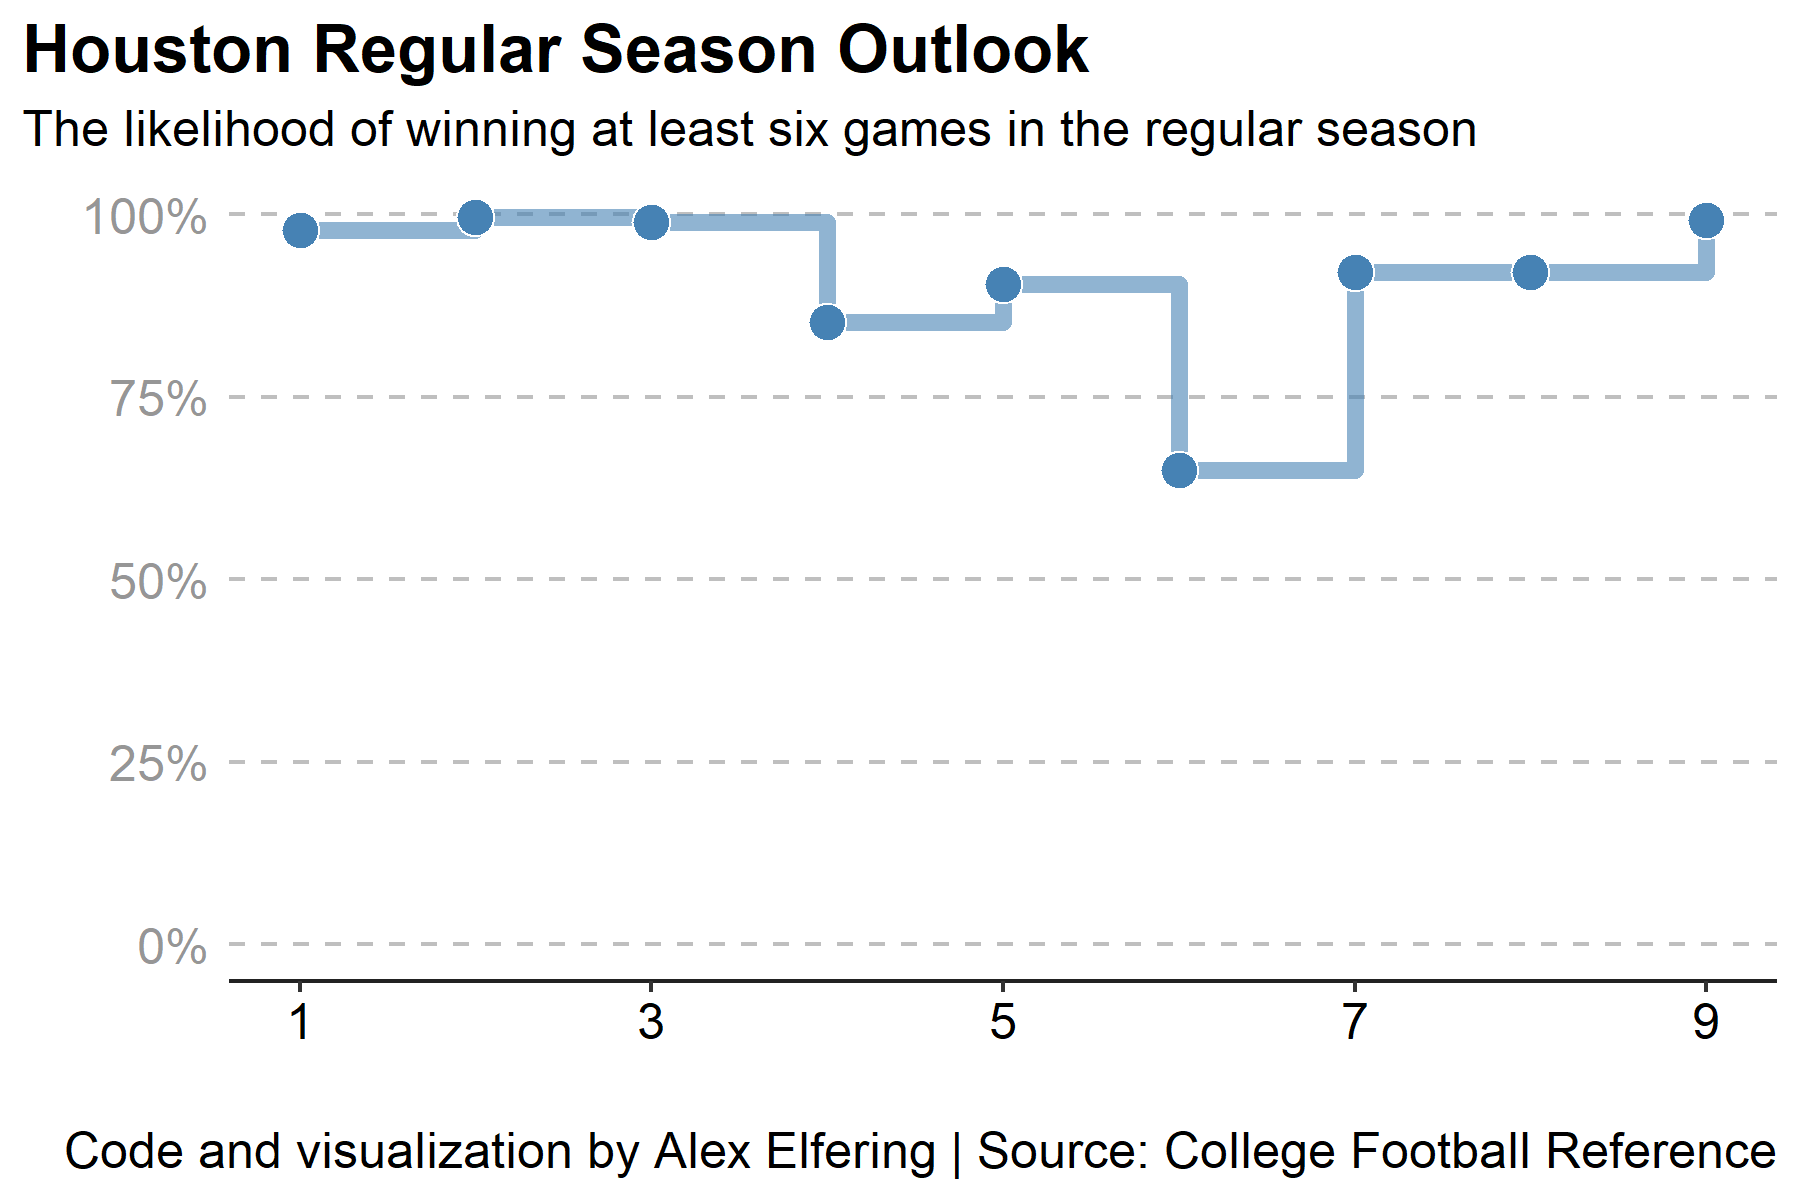 Houston Regular Season Outlook
The likelihood of winning at least six games in the regular season
100%
75%
50%
25%
0%
1 3 5 7 9
Code and visualization by Alex Elfering | Source: College Football Reference